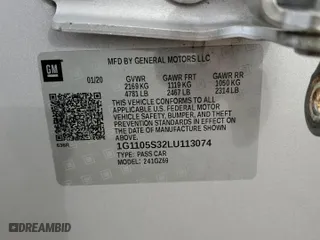 MFD BY GENERAL MOTORS LLC
GM
01/20 GVWR GAWR FRT GAWR RR
2169 KG 1119 KG 1050 KG
4781 LB 2467 LB 2314 LB
THIS VEHICLE CONFORMS TO ALL
APPLICABLE U.S. FEDERAL MOTOR
VEHICLE SAFETY, BUMPER, AND THEFT
PREVENTION STANDARDS IN EFFECT ON
THE DATE OF MANUFACTURE SHOWN ABOVE.
1G1105S32LU113074
TYPE: PASS CAR
MODEL: 241GZ69
DREAMBID